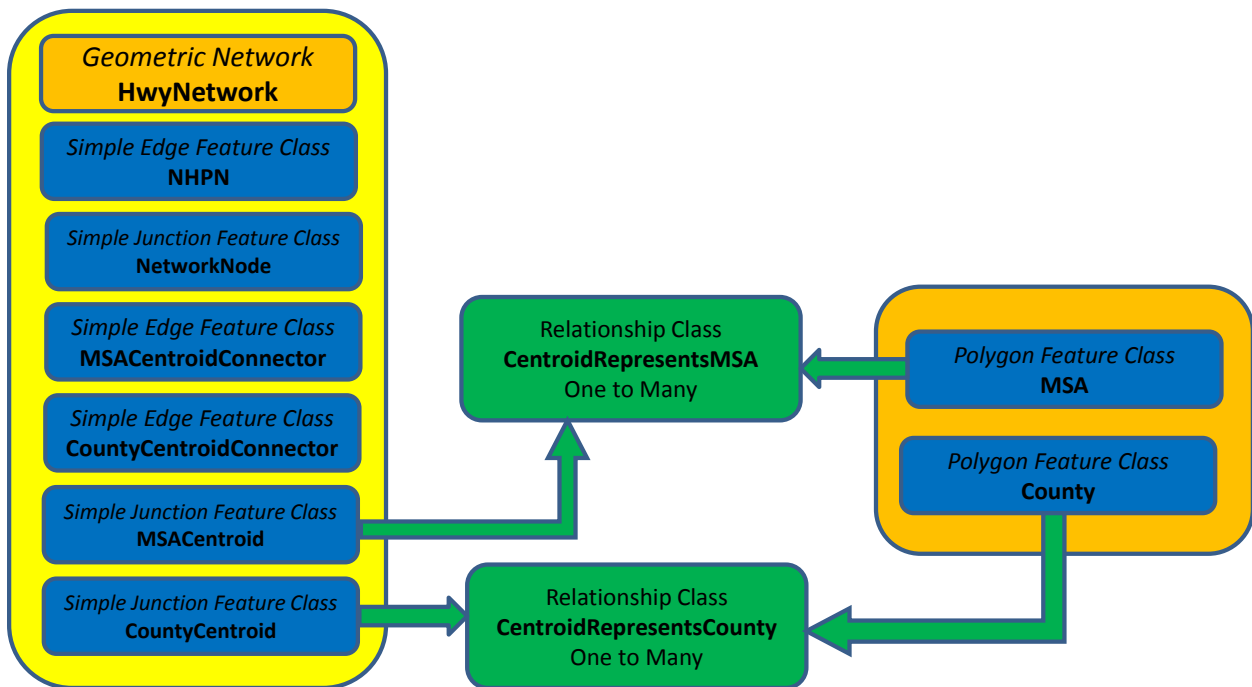 Geometric Network
HwyNetwork
Simple Edge Feature Class
NHPN
Simple Junction Feature Class
NetworkNode
Simple Edge Feature Class
MSACentroidConnector
Simple Edge Feature Class
CountyCentroidConnector
Simple Junction Feature Class
MSACentroid
Simple Junction Feature Class
CountyCentroid
Relationship Class
CentroidRepresentsMSA
One to Many
Relationship Class
CentroidRepresentsCounty
One to Many
Polygon Feature Class
MSA
Polygon Feature Class
County